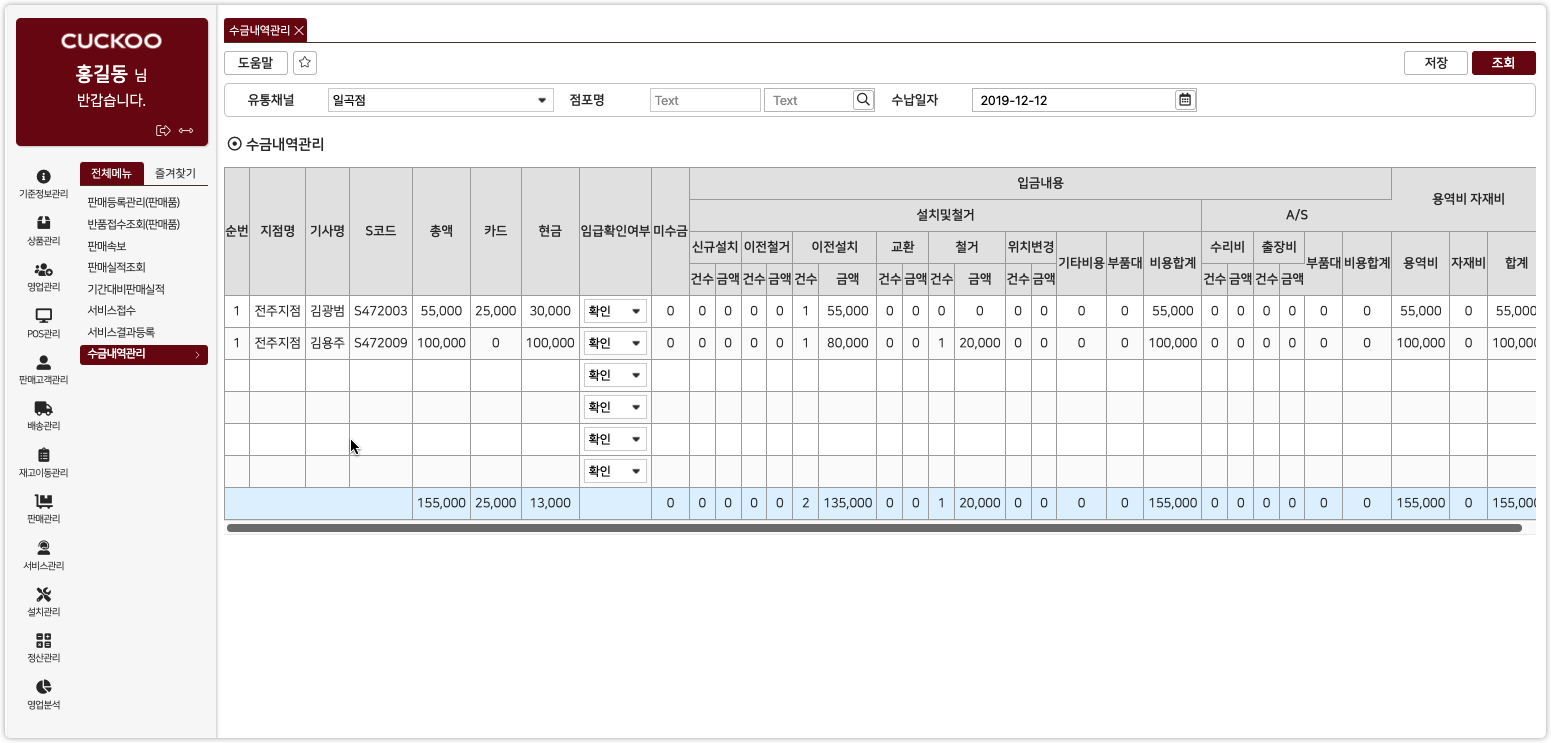 CUCKOO
홍길동 님
반갑습니다.
기준정보관리
상품관리
영업관리
POS관리
판매고객관리
배송관리
재고이동관리
판매관리
서비스관리
설치관리
정산관리
영업분석
전체메뉴 즐겨찾기
판매등록관리(판매품)
반품접수조회(판매품)
판매속보
판매실적조회
기간대비판매실적
서비스접수
서비스결과등록
수금내역관리
수금내역관리
도움말 저장 조회
유통채널 일곡점 점포명 Text Text 수납일자 2019-12-12
수금내역관리
입금내용 용역비 자재비
설치및철거 A/S
순번 지점명 기사명 S코드 총액 카드 현금 임급확인여부 미수금
신규설치 이전철거 이전설치 교환 철거 위치변경 기타비용 부품대 비용합계 수리비 출장비 부품대 비용합계 용역비 자재비 합계
건수 금액 건수 금액 건수 금액 건수 금액 건수 금액 건수 금액 건수 금액 건수 금액
1 전주지점 김광범 S472003 55,000 25,000 30,000 확인 0 0 0 0 0 1 55,000 0 0 0 0 0 0 0 0 55,000 0 0 0 0 0 0 55,000 0 55,000
1 전주지점 김용주 S472009 100,000 0 100,000 확인 0 0 0 0 0 1 80,000 0 0 1 20,000 0 0 0 0 100,000 0 0 0 0 0 0 100,000 0 100,000
확인
확인
확인
확인
155,000 25,000 13,000 0 0 0 0 0 2 135,000 0 0 1 20,000 0 0 0 0 155,000 0 0 0 0 0 0 155,000 0 155,000